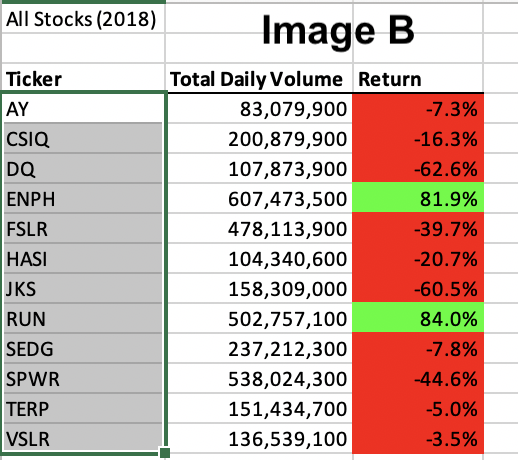 All Stocks (2018)
Image B
Ticker Total Daily Volume Return
AY 83,079,900 -7.3%
CSIQ 200,879,900 -16.3%
DQ 107,873,900 -62.6%
ENPH 607,473,500 81.9%
FSLR 478,113,900 -39.7%
HASI 104,340,600 -20.7%
JKS 158,309,000 -60.5%
RUN 502,757,100 84.0%
SEDG 237,212,300 -7.8%
SPWR 538,024,300 -44.6%
TERP 151,434,700 -5.0%
VSLR 136,539,100 -3.5%